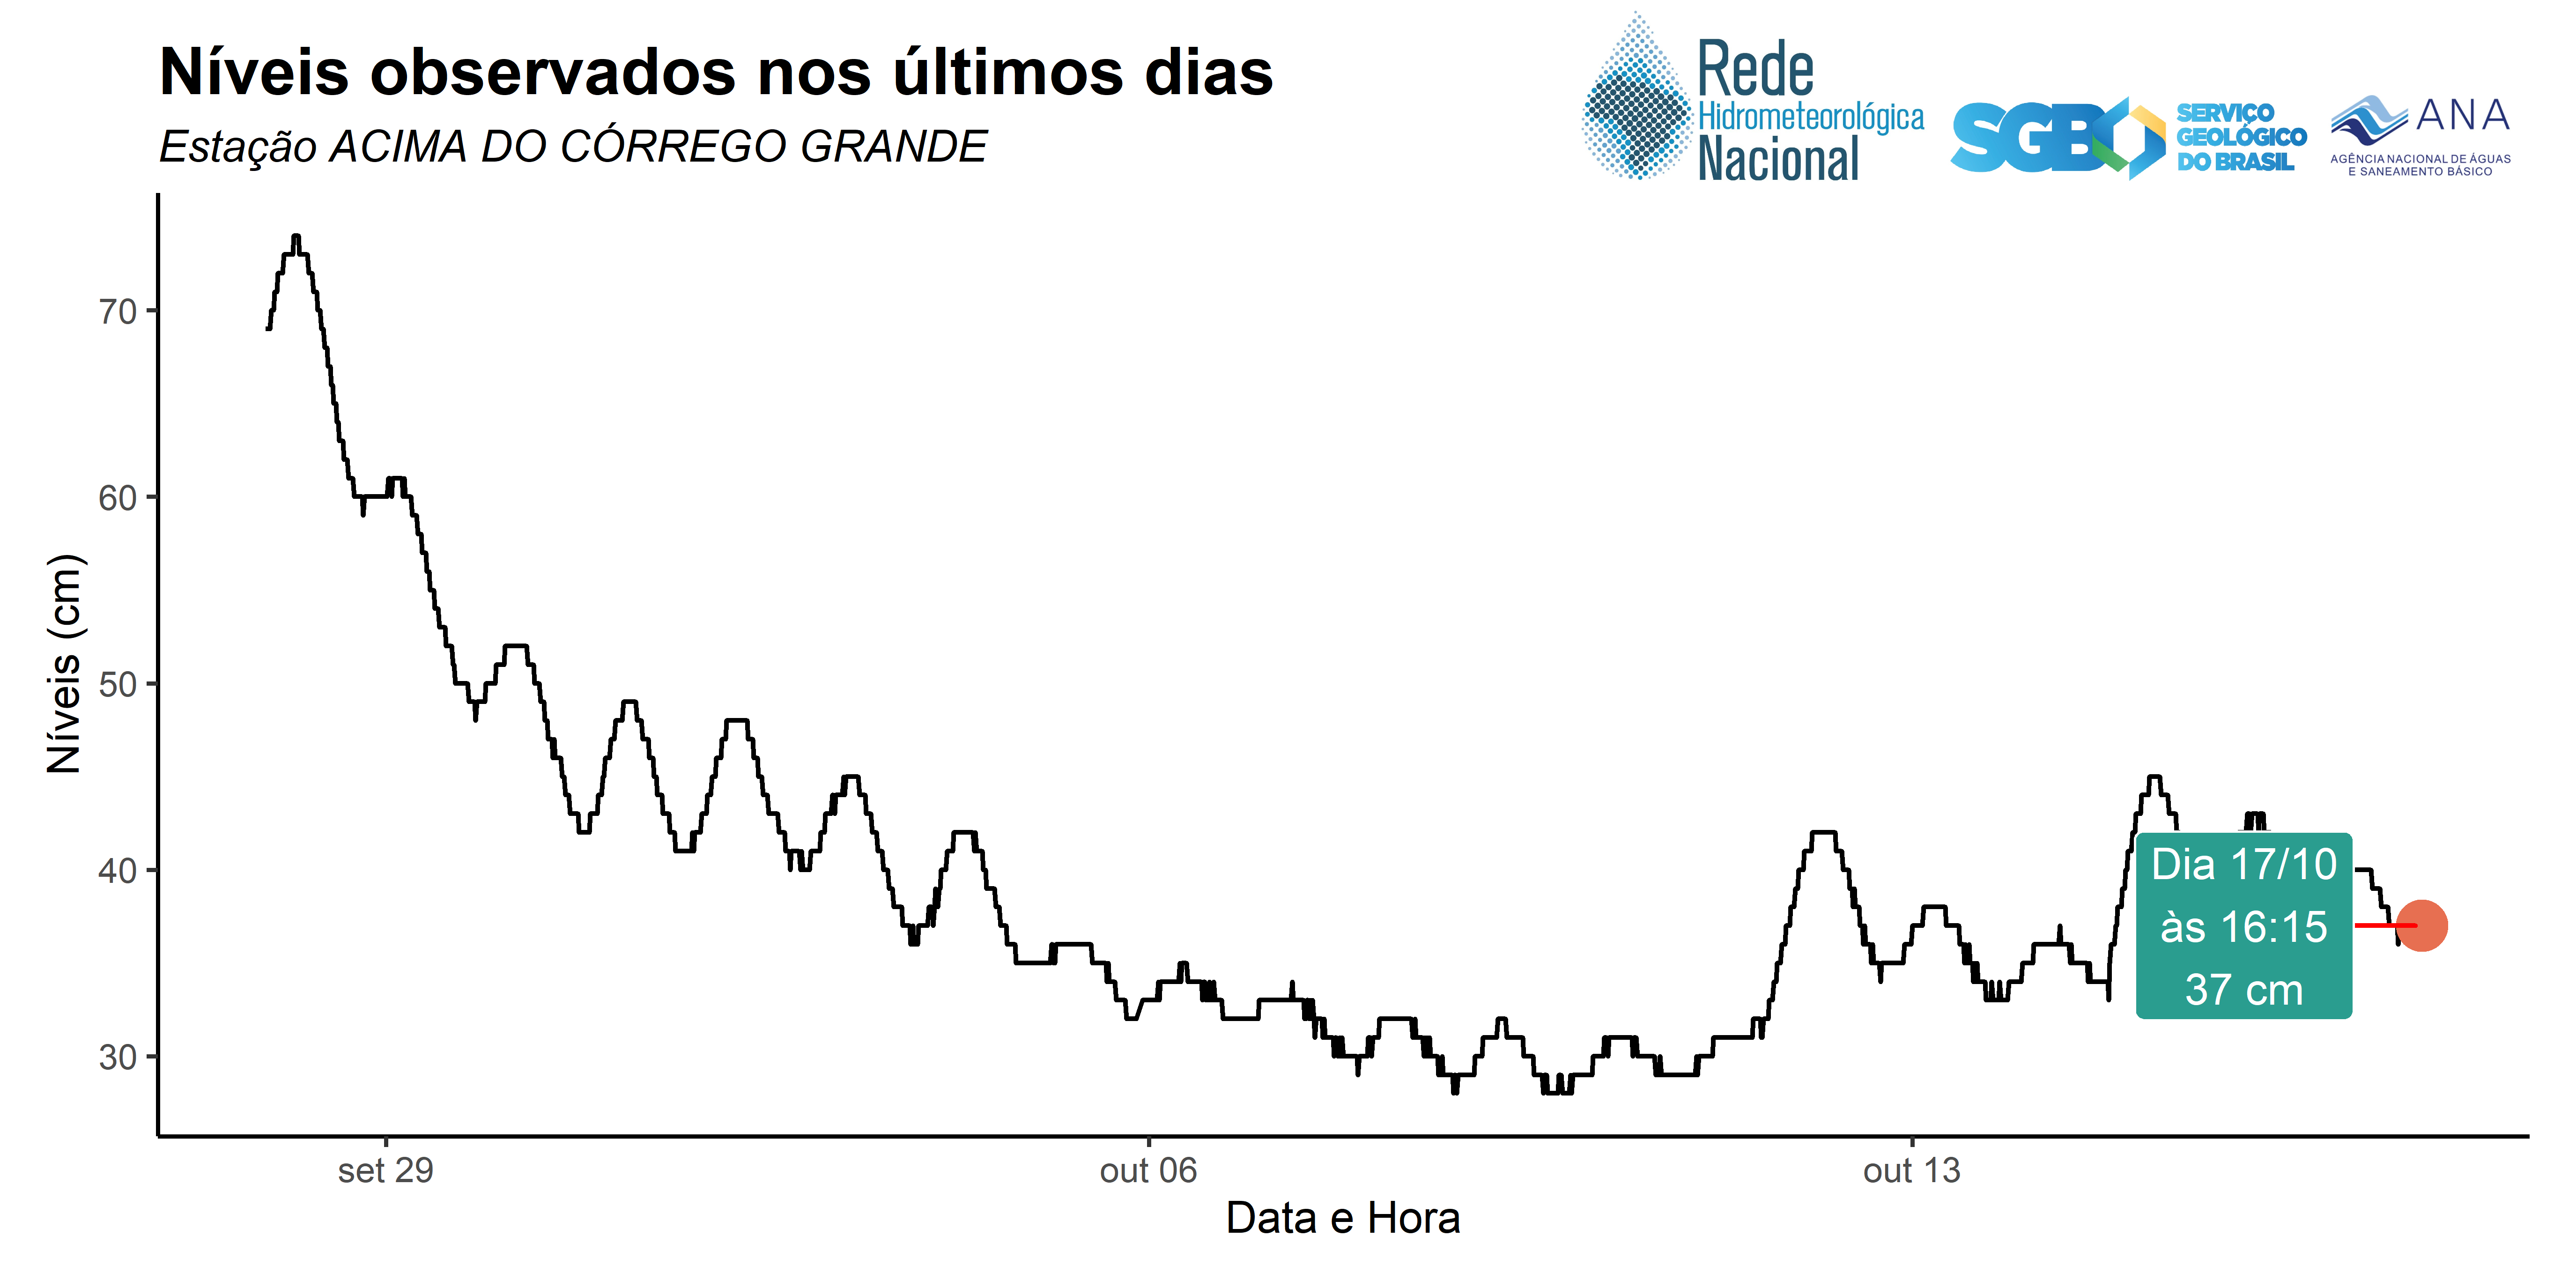 Níveis observados nos últimos dias
Estação ACIMA DO CÓRREGO GRANDE
Rede
Hidrometeorológica
Nacional
SGB
SERVIÇO
GEOLÓGICO
DO BRASIL
ANA
AGÊNCIA NACIONAL DE ÁGUAS
E SANEAMENTO BÁSICO
Níveis (cm)
70
60
50
40
30
Dia 17/10
às 16:15
37 cm
set 29
out 06
out 13
Data e Hora